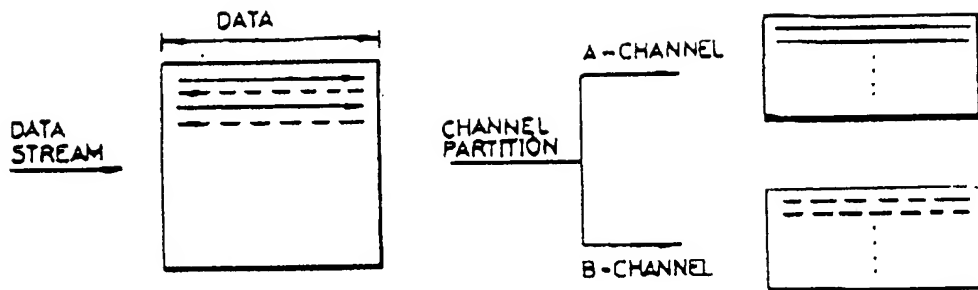 DATA
DATA
STREAM
CHANNEL
PARTITION
A-CHANNEL
B-CHANNEL